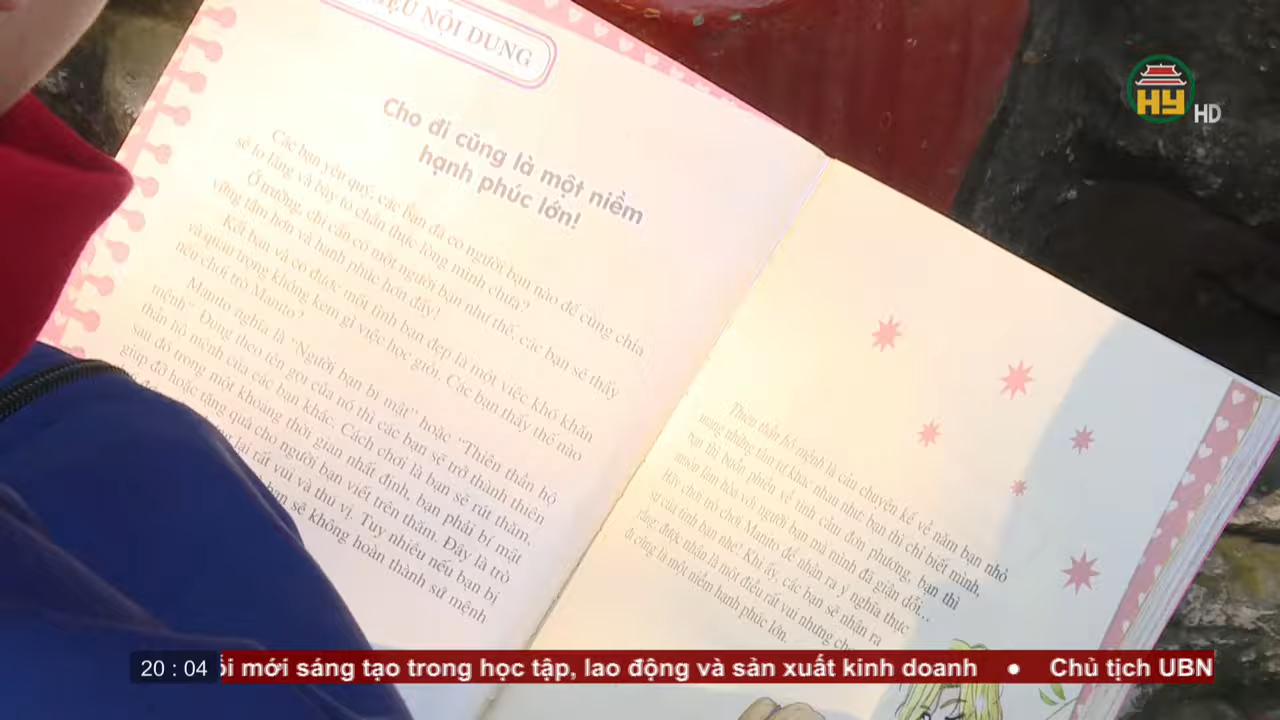 IỆU NỘI DUNG
Cho đi cũng là một niềm
hạnh phúc lớn!
Các bạn yêu quý, các bạn đã có người bạn nào để cùng chia
sẻ lo lắng và bày tỏ chân thực lòng mình chưa?
Ở trường, chỉ cần có một người bạn như thế, các bạn sẽ thấy
vững tâm hơn và hạnh phúc hơn đấy!
Kết bạn và có được một tình bạn đẹp là một việc khó khăn
và quan trọng không kém gì việc học giỏi. Các bạn thấy thế nào
nếu chơi trò Manito?
Manito nghĩa là "Người bạn bí mật" hoặc "Thiên thần hộ
mệnh". Đúng theo tên gọi của nó thì các bạn sẽ trở thành thiên
thần hộ mệnh của các bạn khác. Cách chơi là bạn sẽ rút thăm,
sau đó trong một khoảng thời gian nhất định, bạn phải bí mật
giúp đỡ hoặc tặng quà cho người bạn viết trên thăm. Đây là trò
lại rất vui và thú vị. Tuy nhiên nếu bạn bị
bạn sẽ không hoàn thành sứ mệnh
Thiên thần hộ mệnh là câu chuyện kể về năm bạn nhỏ
mang những tâm tư khác nhau như: bạn thì chỉ biết mình,
bạn thì buồn phiền về tình cảm đơn phương, bạn thì
muốn làm hòa với người bạn mà mình đã giận dỗi...
Hãy chơi trò chơi Manito để nhận ra ý nghĩa thực
sự của tình bạn nhé! Khi ấy, các bạn sẽ nhận ra
rằng: được nhận là một điều rất vui nhưng cho
đi cũng là một niềm hạnh phúc lớn.
HY HD
20 : 04 ổi mới sáng tạo trong học tập, lao động và sản xuất kinh doanh ● Chủ tịch UBN